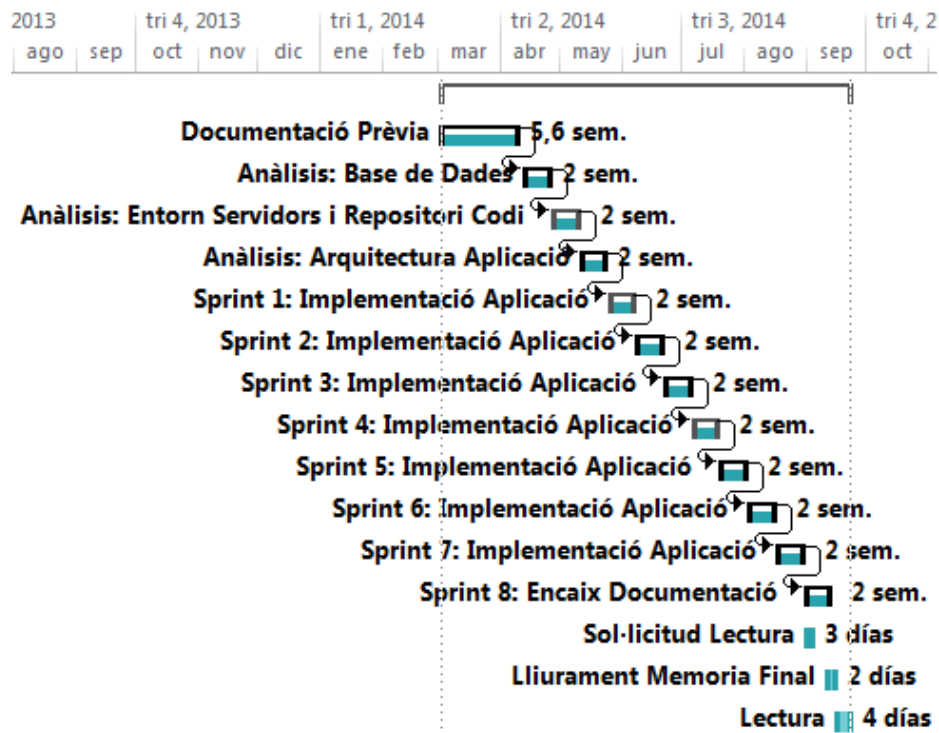 2013 tri 4, 2013 tri 1, 2014 tri 2, 2014 tri 3, 2014 tri 4, 2
ago sep oct nov dic ene feb mar abr may jun jul ago sep oct
Documentació Prèvia 5,6 sem.
Anàlisis: Base de Dades 2 sem.
Anàlisis: Entorn Servidors i Repositori Codi 2 sem.
Anàlisis: Arquitectura Aplicació 2 sem.
Sprint 1: Implementació Aplicació 2 sem.
Sprint 2: Implementació Aplicació 2 sem.
Sprint 3: Implementació Aplicació 2 sem.
Sprint 4: Implementació Aplicació 2 sem.
Sprint 5: Implementació Aplicació 2 sem.
Sprint 6: Implementació Aplicació 2 sem.
Sprint 7: Implementació Aplicació 2 sem.
Sprint 8: Encaix Documentació 2 sem.
Sol·licitud Lectura 3 días
Lliurament Memoria Final 2 días
Lectura 4 días